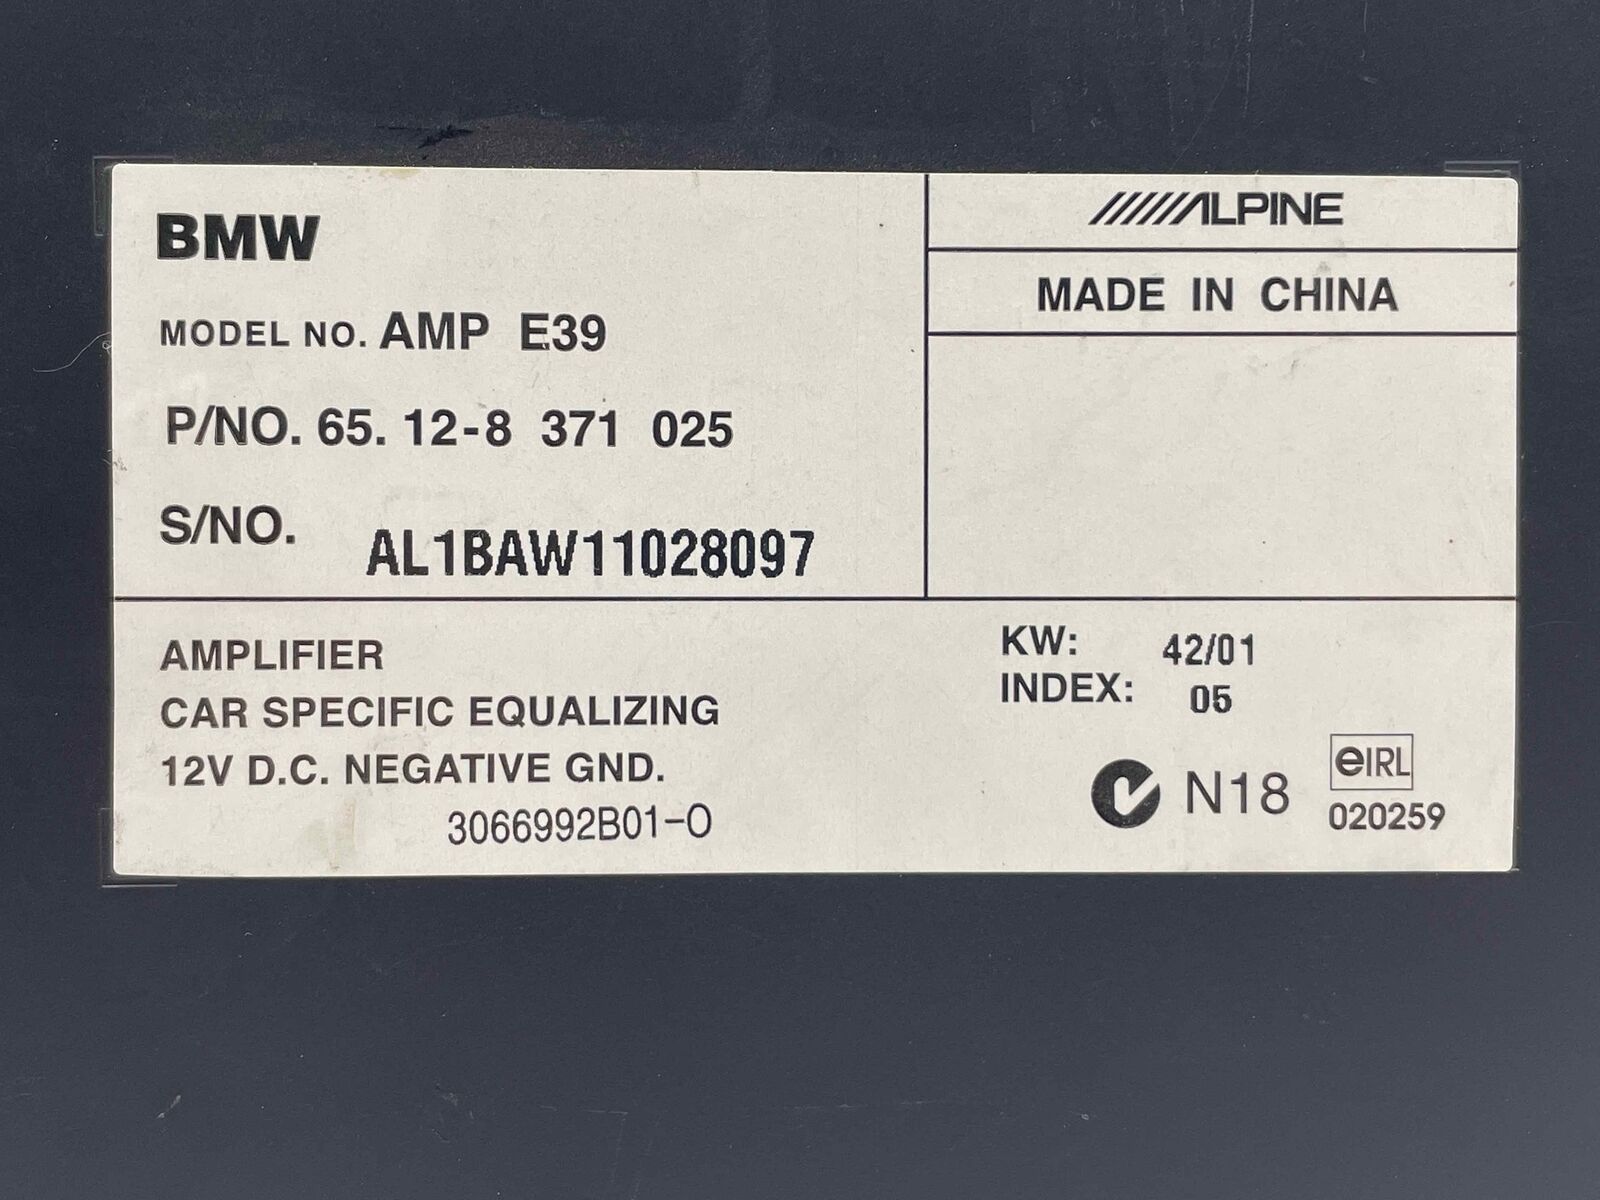 BMW
MODEL NO. AMP E39
P/NO. 65. 12-8 371 025
S/NO. AL1BAW11028097
ALPINE
MADE IN CHINA
AMPLIFIER
CAR SPECIFIC EQUALIZING
12V D.C. NEGATIVE GND.
3066992B01-O
KW: 42/01
INDEX: 05
N18
eIRL
020259